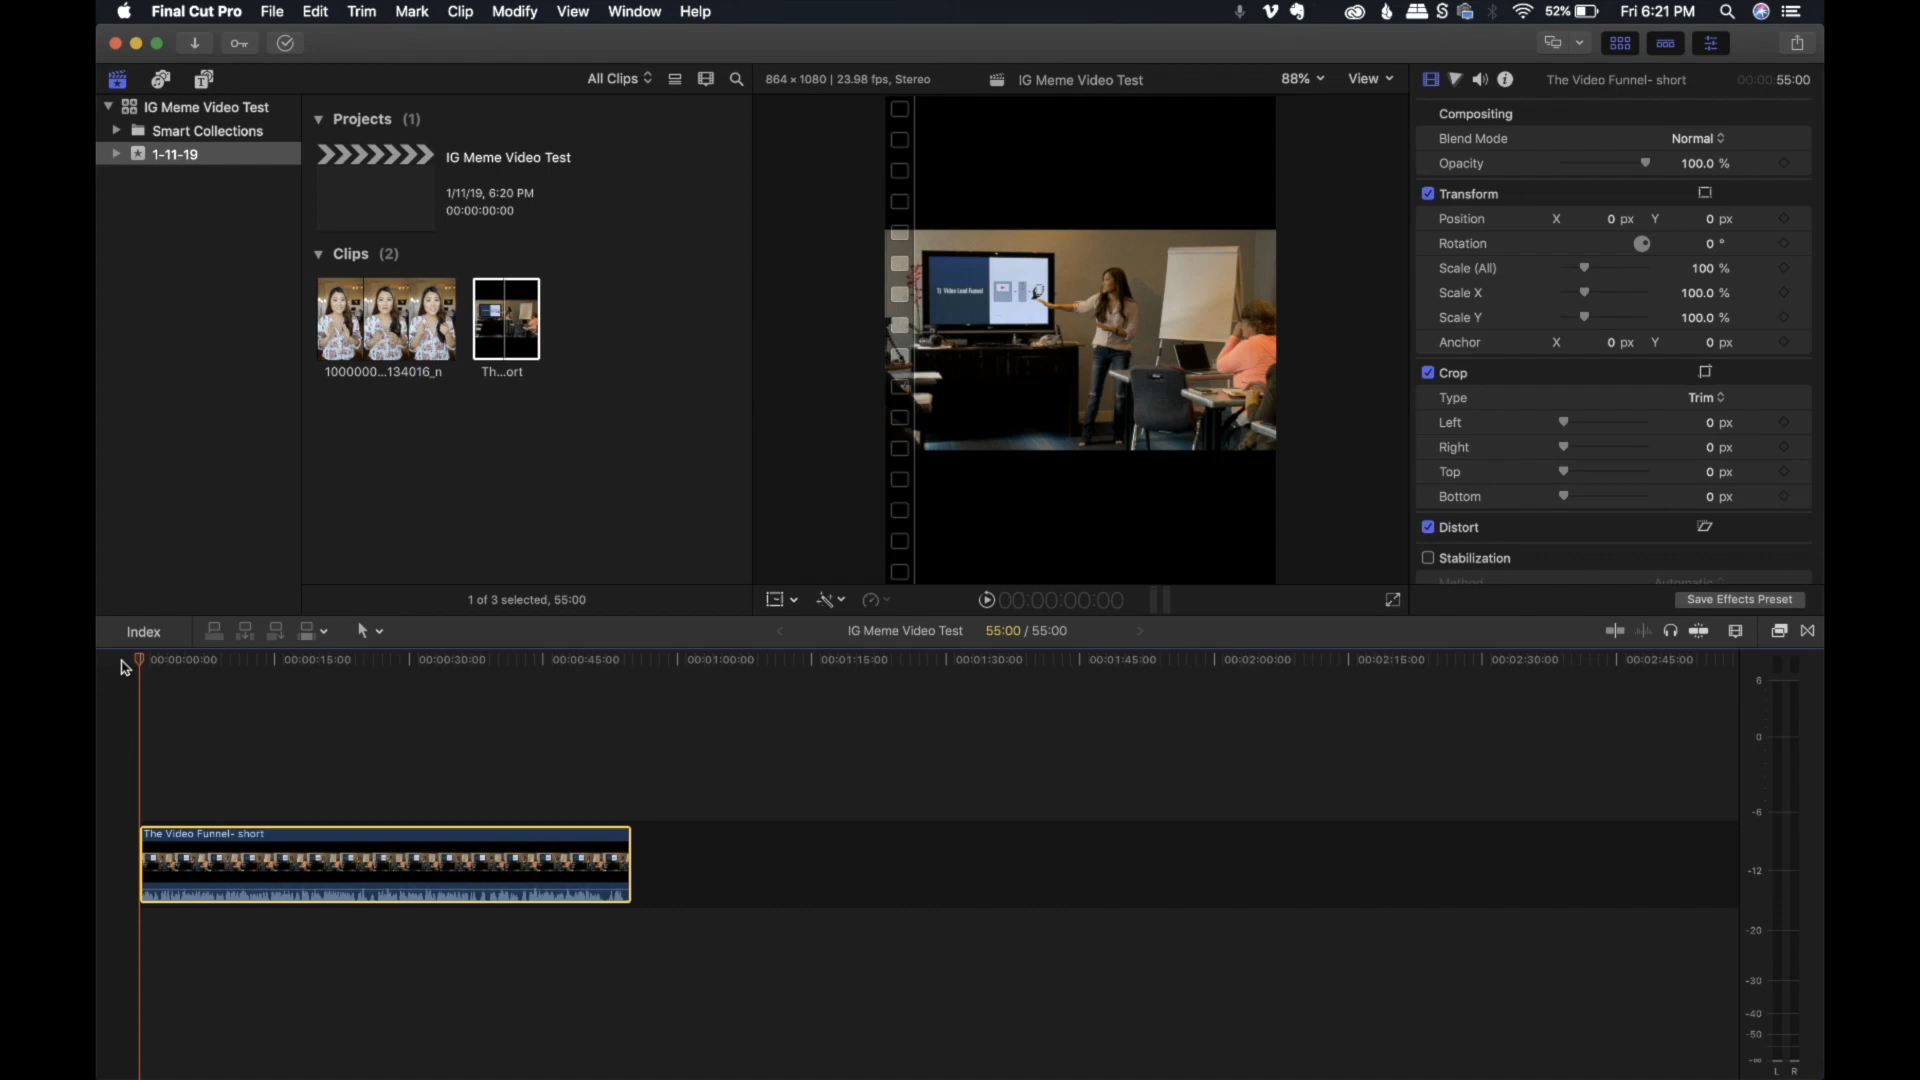 Final Cut Pro File Edit Trim Mark Clip Modify View Window Help
52% Fri 6:21 PM
All Clips
864 × 1080 | 23.98 fps, Stereo
IG Meme Video Test
88% View
The Video Funnel- short
00:00:55:00
IG Meme Video Test
Smart Collections
1-11-19
Projects (1)
IG Meme Video Test
1/11/19, 6:20 PM
00:00:00:00
Clips (2)
1000000...134016_n
Th...ort
1 of 3 selected, 55:00
1) Video Lead Funnel
00:00:00:00
Compositing
Blend Mode Normal
Opacity 100.0 %
Transform
Position X 0 px Y 0 px
Rotation 0 °
Scale (All) 100 %
Scale X 100.0 %
Scale Y 100.0 %
Anchor X 0 px Y 0 px
Crop
Type Trim
Left 0 px
Right 0 px
Top 0 px
Bottom 0 px
Distort
Stabilization
Method Automatic
Save Effects Preset
Index
IG Meme Video Test 55:00 / 55:00
00:00:00:00 00:00:15:00 00:00:30:00 00:00:45:00 00:01:00:00 00:01:15:00 00:01:30:00 00:01:45:00 00:02:00:00 00:02:15:00 00:02:30:00 00:02:45:00
The Video Funnel- short
6
0
-6
-12
-20
-30
-40
-50
-∞
L R